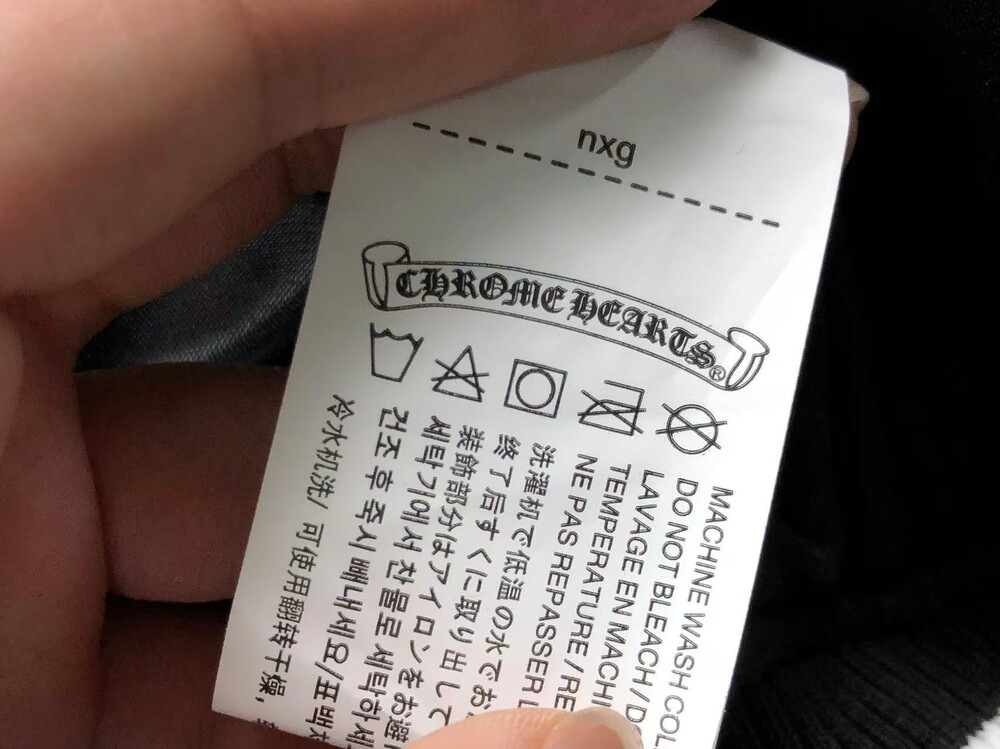 nxg
CHROME HEARTS®
MACHINE WASH COL
DO NOT BLEACH / D
LAVAGE EN MACHI
TEMPERATURE / RE
NE PAS REPASSER L
洗濯机で低温の水でお
終了后すくに取り出して
装飾部分はアイロンをお避
세탁기에서 찬물로 세탁하세
건조 후 즉시 빼내세요/표백
冷水机洗/ 可使用翻转干燥，